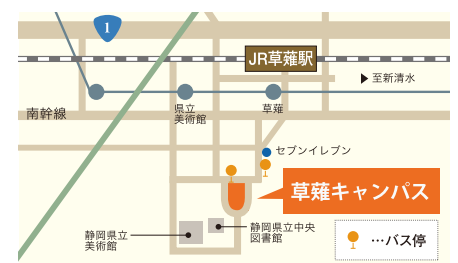 1
JR草薙駅
至新清水
南幹線
県立
美術館
草薙
セブンイレブン
草薙キャンパス
静岡県立
美術館
静岡県立中央
図書館
…バス停